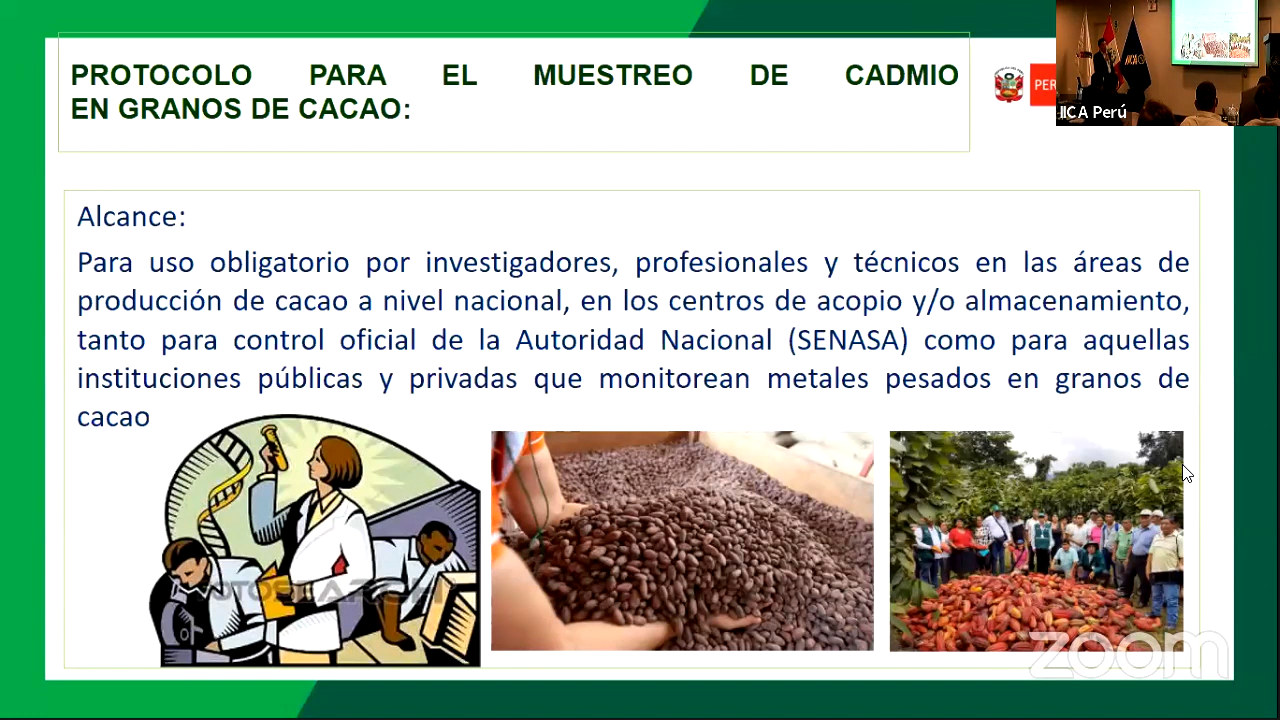 PROTOCOLO PARA EL MUESTREO DE CADMIO
EN GRANOS DE CACAO:
PER
IICA Perú
Alcance:
Para uso obligatorio por investigadores, profesionales y técnicos en las áreas de
producción de cacao a nivel nacional, en los centros de acopio y/o almacenamiento,
tanto para control oficial de la Autoridad Nacional (SENASA) como para aquellas
instituciones públicas y privadas que monitorean metales pesados en granos de
cacao
zoom